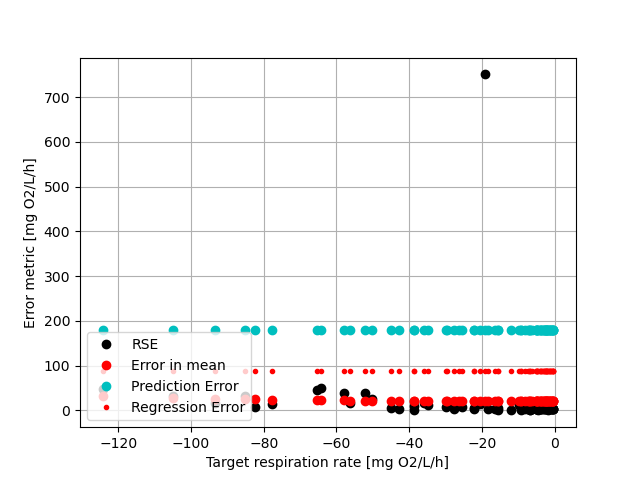 700
600
500
400
300
200
100
0
Error metric [mg O2/L/h]
RSE
Error in mean
Prediction Error
Regression Error
−120 −100 −80 −60 −40 −20 0
Target respiration rate [mg O2/L/h]